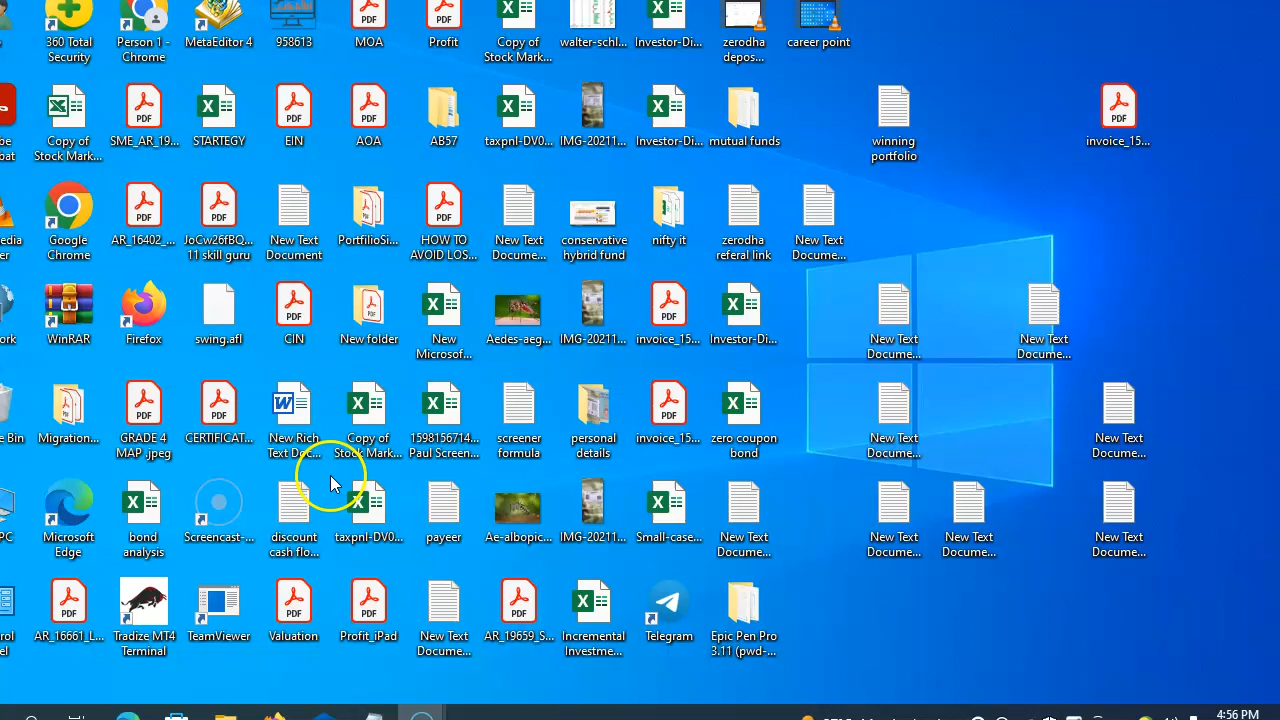 360 Total
Security
Person 1 -
Chrome
MetaEditor 4
958613
MOA
Profit
Copy of
Stock Mark...
walter-schl...
Investor-Di...
zerodha
depos...
career point
Copy of
Stock Mark...
SME_AR_19...
STARTEGY
EIN
AOA
AB57
taxpnl-DV0...
IMG-20211...
Investor-Di...
mutual funds
winning
portfolio
invoice_15...
Google
Chrome
AR_16402_...
JoCw26fBQ...
11 skill guru
New Text
Document
PortfilioSi...
HOW TO
AVOID LOS...
New Text
Docume...
conservative
hybrid fund
nifty it
zerodha
referal link
New Text
Docume...
WinRAR
Firefox
swing.afl
CIN
New folder
New
Microsof...
Aedes-aeg...
IMG-20211...
invoice_15...
Investor-Di...
New Text
Docume...
New Text
Docume...
Migration...
GRADE 4
MAP .jpeg
CERTIFICAT...
New Rich
Text Doc...
Copy of
Stock Mark...
1598156714...
Paul Screen...
screener
formula
personal
details
invoice_15...
zero coupon
bond
New Text
Docume...
New Text
Docume...
Microsoft
Edge
bond
analysis
Screencast-...
discount
cash flo...
taxpnl-DV0...
payeer
Ae-albopic...
IMG-20211...
Small-case...
New Text
Docume...
New Text
Docume...
New Text
Docume...
New Text
Docume...
AR_16661_L...
Tradize MT4
Terminal
TeamViewer
Valuation
Profit_iPad
New Text
Docume...
AR_19659_S...
Incremental
Investme...
Telegram
Epic Pen Pro
3.11 (pwd-...
4:56 PM